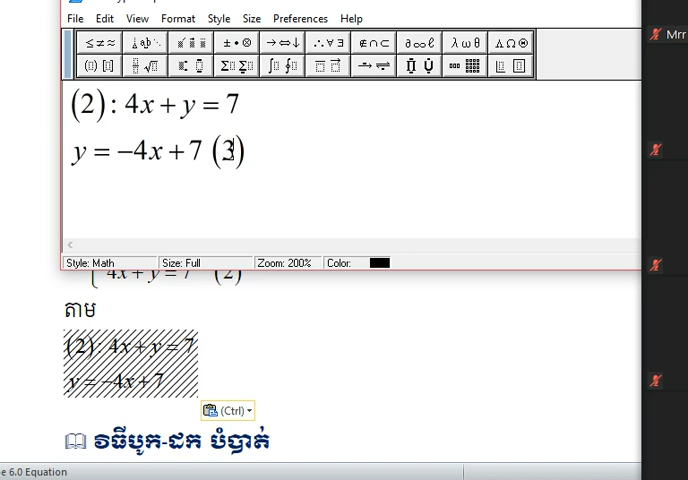 File Edit View Format Style Size Preferences Help
(2): 4x + y = 7
y = −4x + 7 (3)
Style: Math Size: Full Zoom: 200% Color:
4x + y = 7 (2)
តាម
(2): 4x + y = 7
y = −4x + 7
(Ctrl)
វិធីបូក-ដក បំបាត់
e 6.0 Equation
Mrr